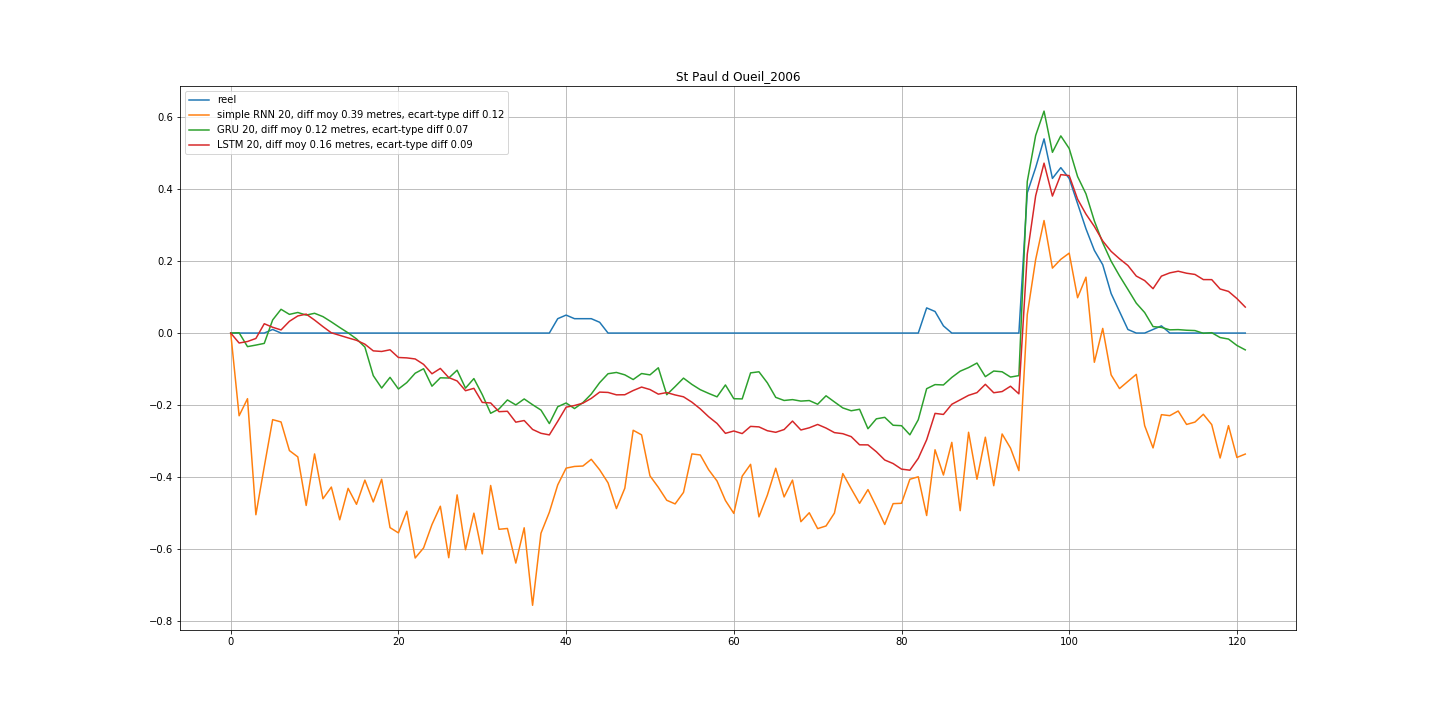 St Paul d Oueil_2006
reel
simple RNN 20, diff moy 0.39 metres, ecart-type diff 0.12
GRU 20, diff moy 0.12 metres, ecart-type diff 0.07
LSTM 20, diff moy 0.16 metres, ecart-type diff 0.09
0.6
0.4
0.2
0.0
−0.2
−0.4
−0.6
−0.8
0 20 40 60 80 100 120